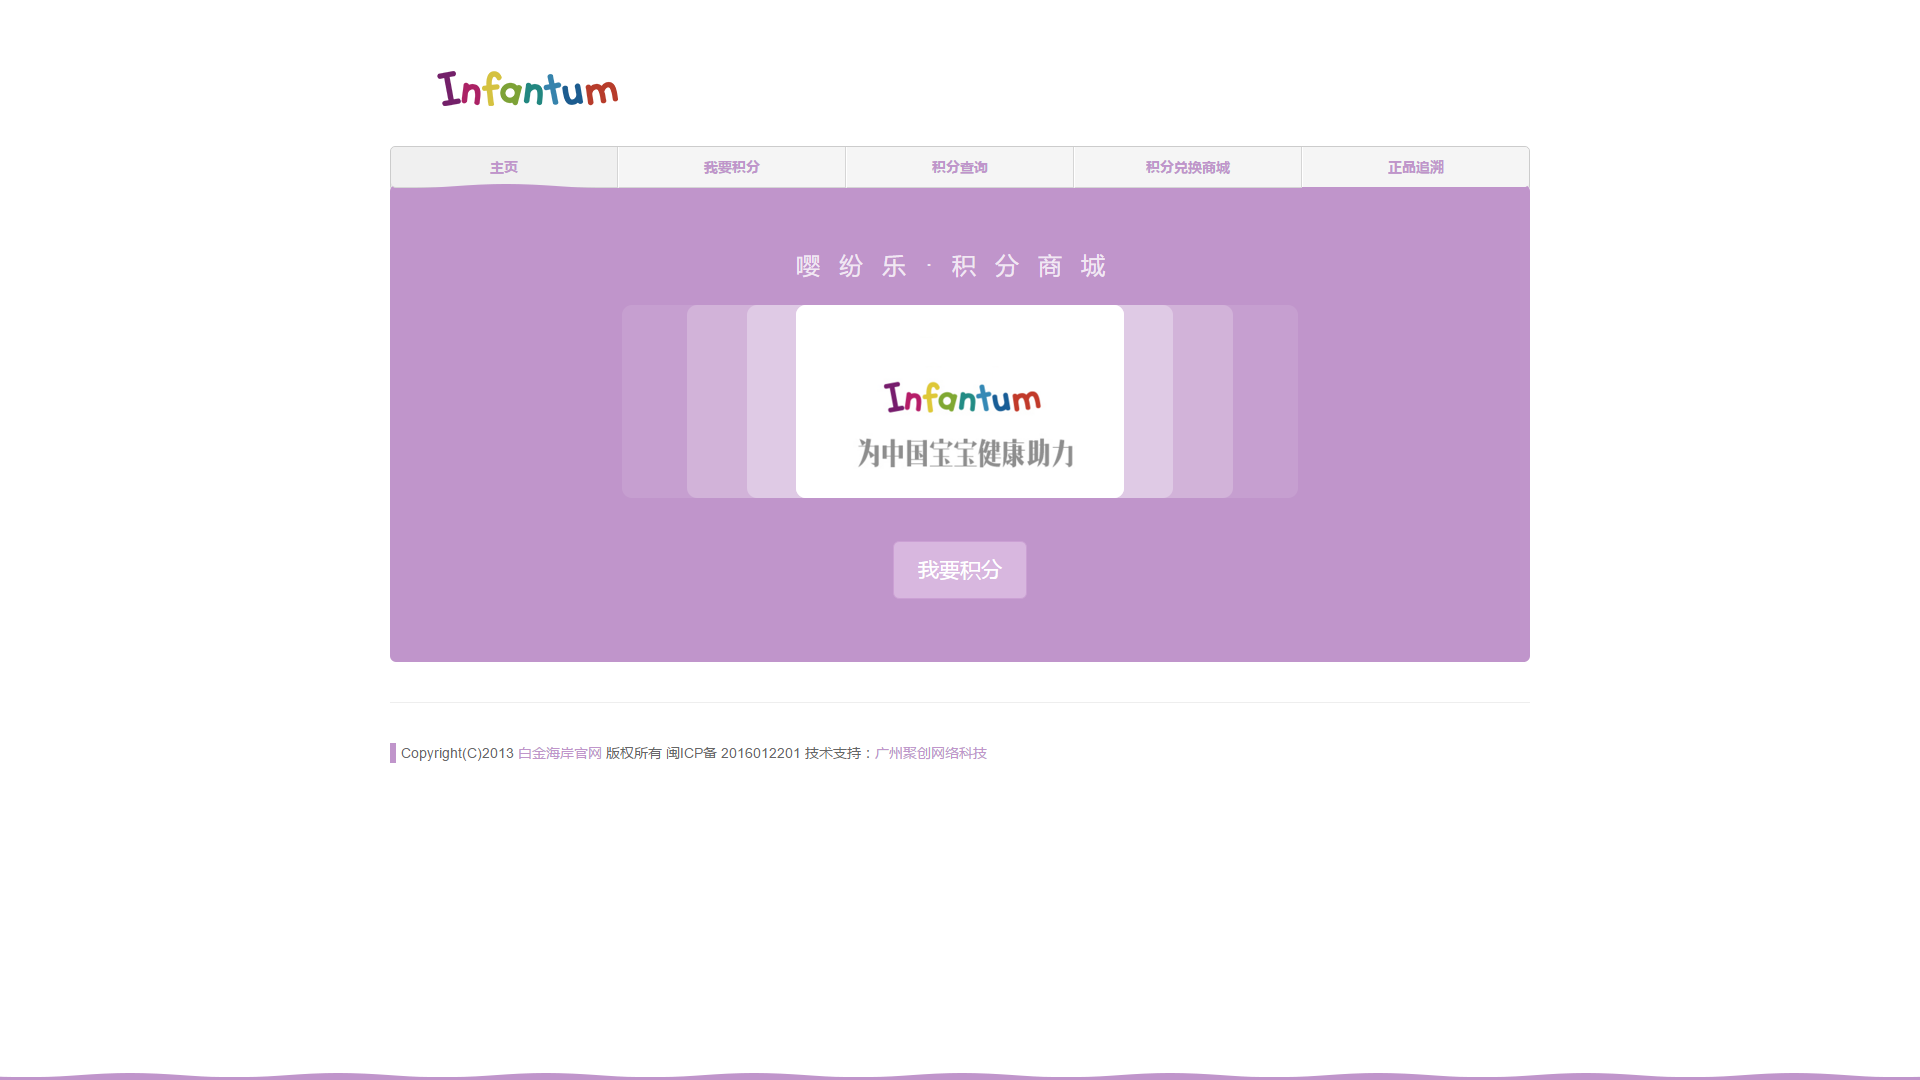 Infantum
主页 我要积分 积分查询 积分兑换商城 正品追溯
嘤纷乐·积分商城
Infantum
为中国宝宝健康助力
我要积分
Copyright(C)2013 白金海岸官网 版权所有 闽ICP备 2016012201 技术支持：广州聚创网络科技